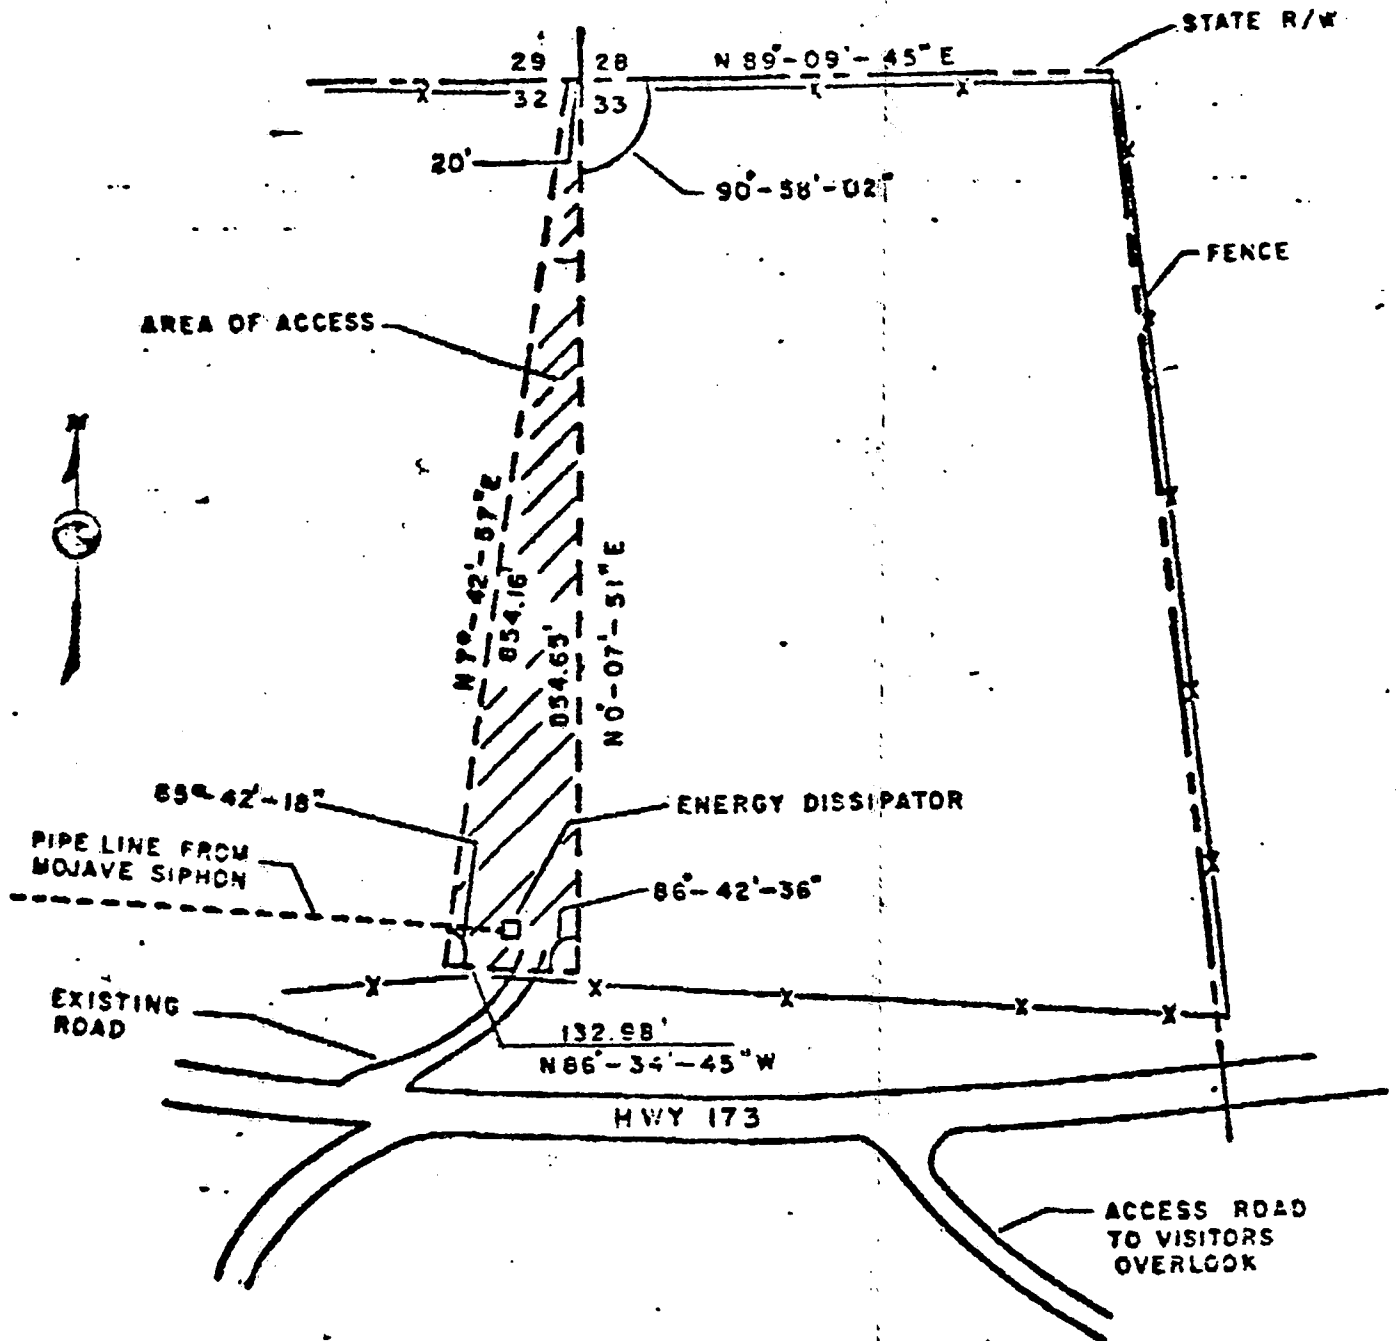 STATE R/W
29 28
N 89°-09'-45" E
32 33
20'
90°-58'-02"
FENCE
AREA OF ACCESS
N
N 7°-42'-57" E
854.16'
854.65'
N 0°-07'-51" E
85°-42'-18"
ENERGY DISSIPATOR
PIPE LINE FROM
MOJAVE SIPHON
86°-42'-36"
EXISTING
ROAD
132.98'
N 86°-34'-45" W
HWY 173
ACCESS ROAD
TO VISITORS
OVERLOOK